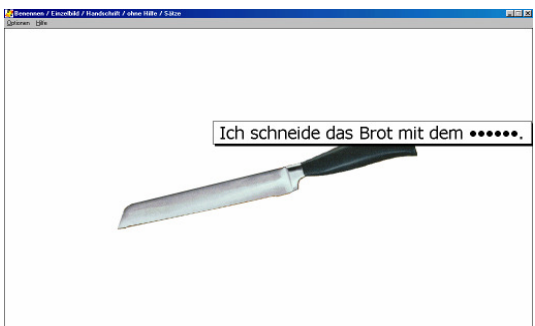 Benennen / Einzelbild / Handschrift / ohne Hilfe / Sätze
Optionen Hilfe
Ich schneide das Brot mit dem ••••••.